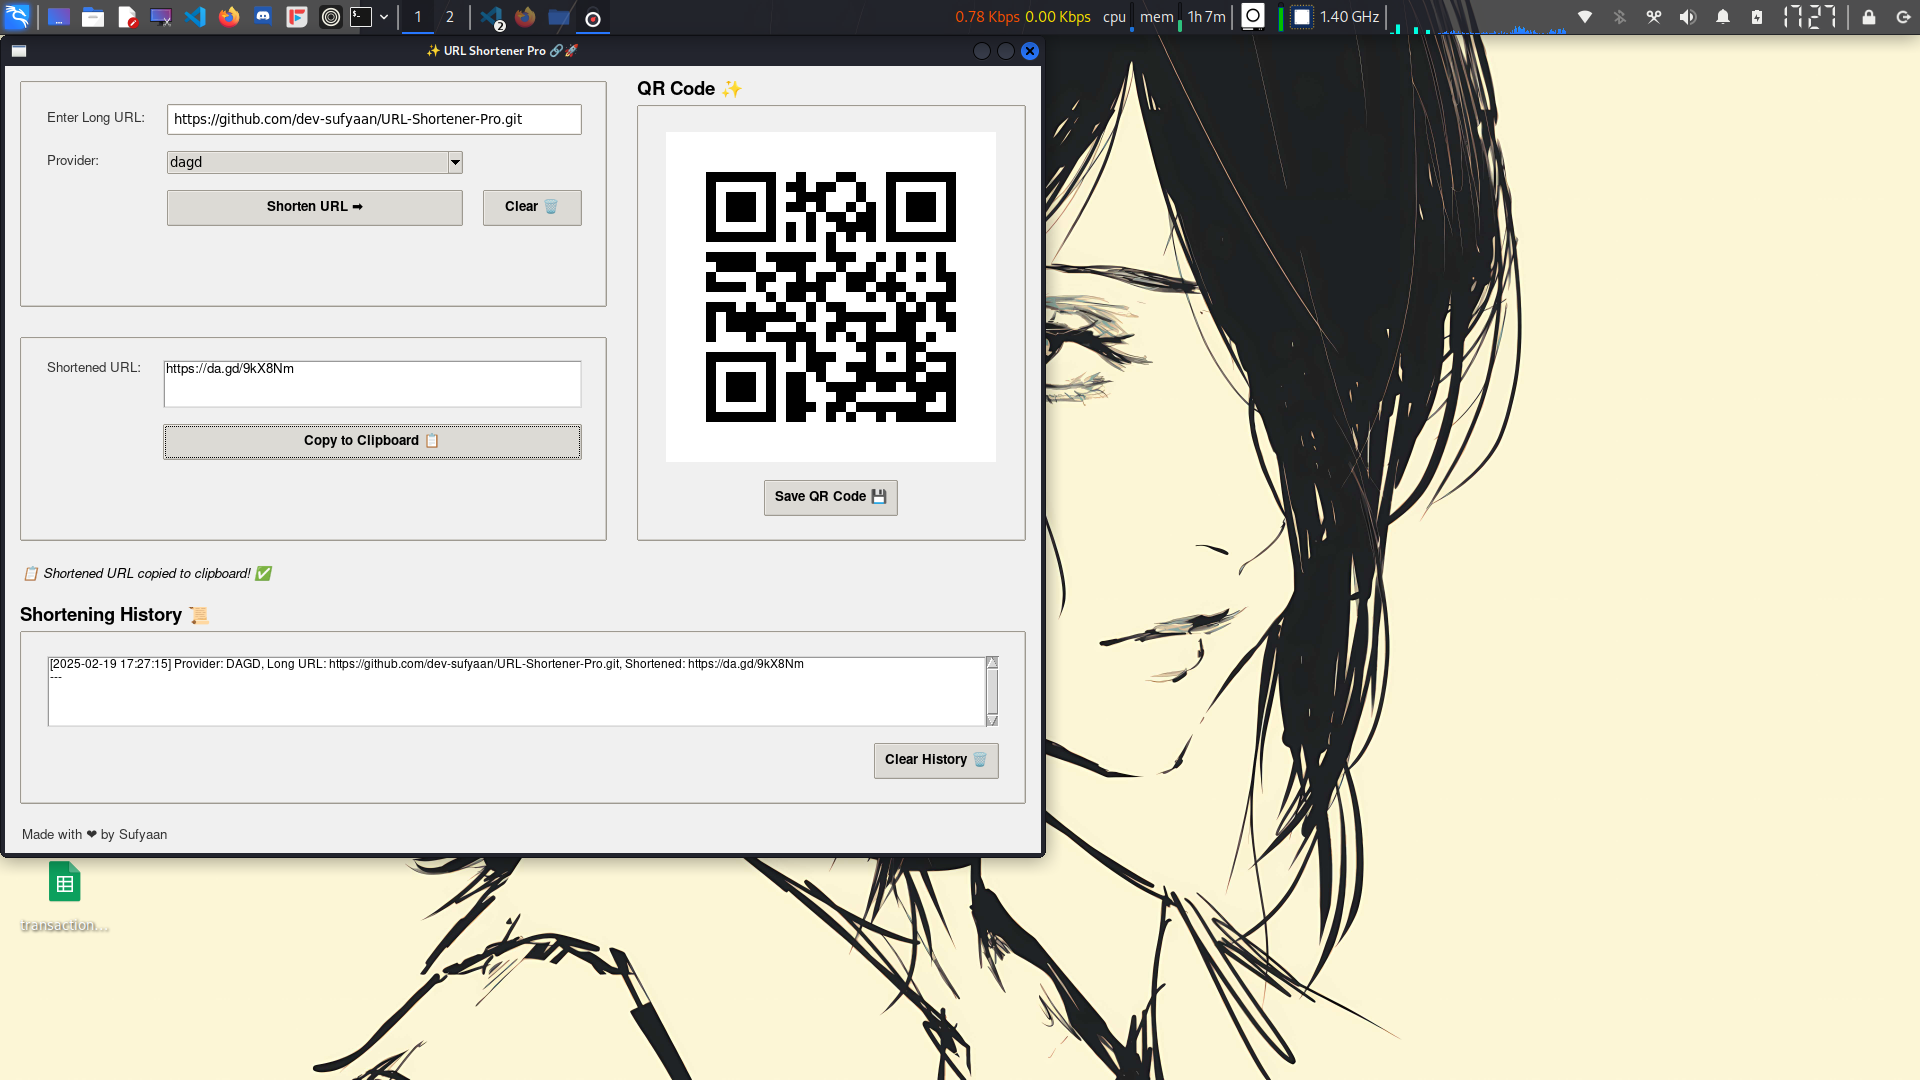 1 2 2 0.78 Kbps 0.00 Kbps cpu mem 1h 7m 1.40 GHz 17:27
✨ URL Shortener Pro 🔗🚀
Enter Long URL: https://github.com/dev-sufyaan/URL-Shortener-Pro.git
Provider: dagd
Shorten URL ➡ Clear 🗑️
QR Code ✨
Shortened URL: https://da.gd/9kX8Nm
Copy to Clipboard 📋
Save QR Code 💾
📋 Shortened URL copied to clipboard! ✅
Shortening History 📜
[2025-02-19 17:27:15] Provider: DAGD, Long URL: https://github.com/dev-sufyaan/URL-Shortener-Pro.git, Shortened: https://da.gd/9kX8Nm
---
Clear History 🗑️
Made with ❤ by Sufyaan
transaction...